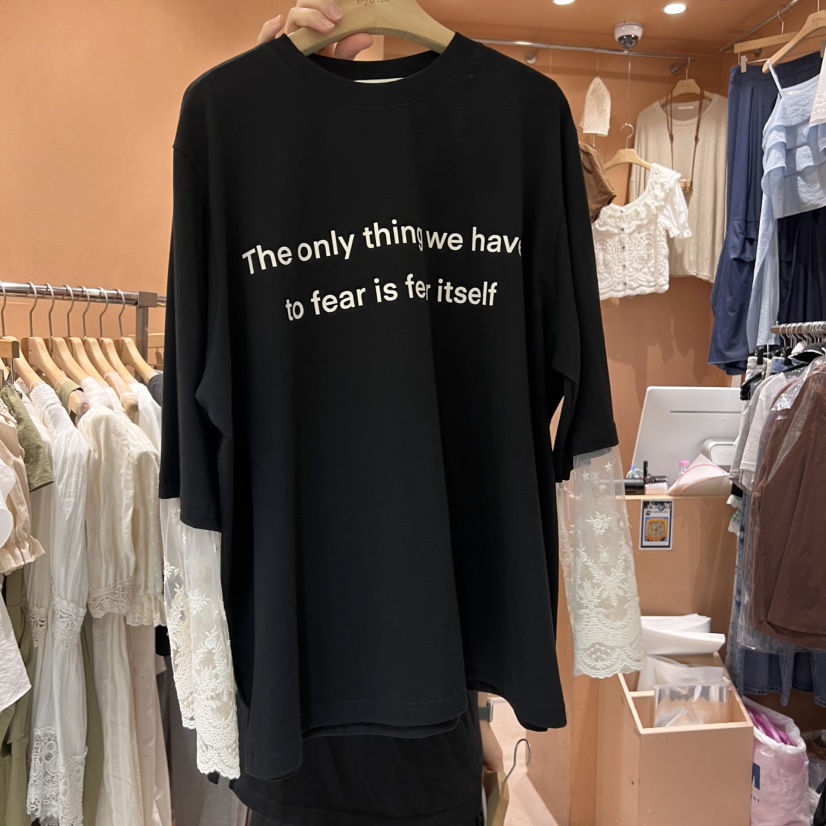 The only thing we have
to fear is fer itself